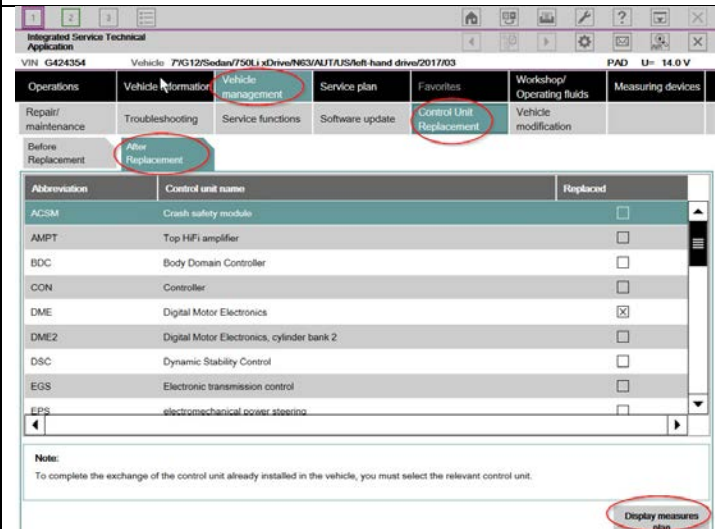 1 2 3 ?
Integrated Service Technical
Application
VIN G424354 Vehicle 7'/G12/Sedan/750Li xDrive/N63/AUT/US/left-hand drive/2017/03 PAD U= 14.0 V
Operations Vehicle Information Vehicle management Service plan Favorites Workshop/ Operating fluids Measuring devices
Repair/ maintenance Troubleshooting Service functions Software update Control Unit Replacement Vehicle modification
Before Replacement After Replacement
Abbreviation Control unit name Replaced
ACSM Crash safety module
AMPT Top HiFi amplifier
BDC Body Domain Controller
CON Controller
DME Digital Motor Electronics
DME2 Digital Motor Electronics, cylinder bank 2
DSC Dynamic Stability Control
EGS Electronic transmission control
EPS electromechanical power steering
Note:
To complete the exchange of the control unit already installed in the vehicle, you must select the relevant control unit.
Display measures
plan